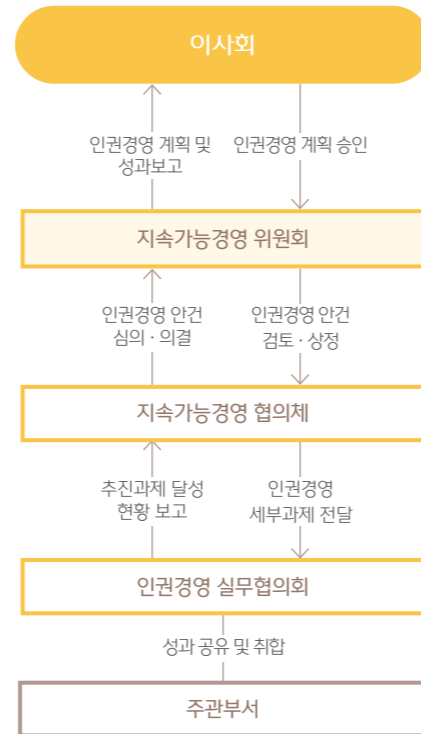 이사회
인권경영 계획 및
성과보고
인권경영 계획 승인
지속가능경영 위원회
인권경영 안건
심의 · 의결
인권경영 안건
검토 · 상정
지속가능경영 협의체
추진과제 달성
현황 보고
인권경영
세부과제 전달
인권경영 실무협의회
성과 공유 및 취합
주관부서